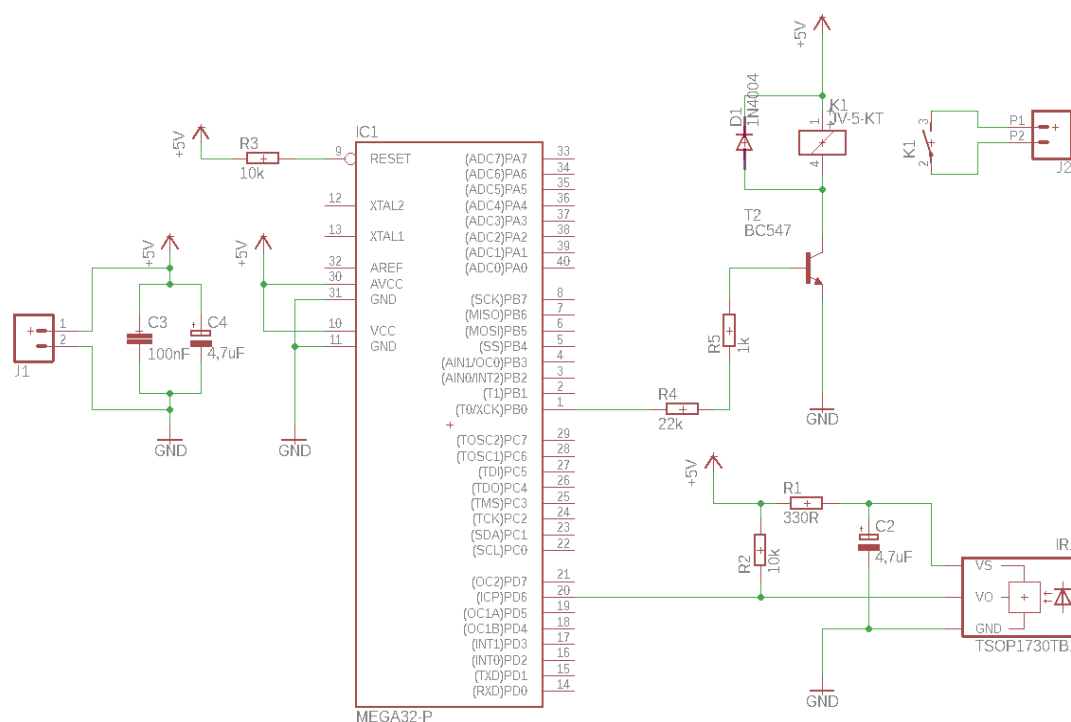 +5V
R3
10k
IC1
9
RESET
12
XTAL2
13
XTAL1
32
AREF
30
AVCC
31
GND
10
VCC
11
GND
(ADC7)PA7
33
(ADC6)PA6
34
(ADC5)PA5
35
(ADC4)PA4
36
(ADC3)PA3
37
(ADC2)PA2
38
(ADC1)PA1
39
(ADC0)PA0
40
(SCK)PB7
8
(MISO)PB6
7
(MOSI)PB5
6
(SS)PB4
5
(AIN1/OC0)PB3
4
(AIN0/INT2)PB2
3
(T1)PB1
2
(T0/XCK)PB0
1
(TOSC2)PC7
29
(TOSC1)PC6
28
(TDI)PC5
27
(TDO)PC4
26
(TMS)PC3
25
(TCK)PC2
24
(SDA)PC1
23
(SCL)PC0
22
(OC2)PD7
21
(ICP)PD6
20
(OC1A)PD5
19
(OC1B)PD4
18
(INT1)PD3
17
(INT0)PD2
16
(TXD)PD1
15
(RXD)PD0
14
MEGA32-P
+5V
+5V
1
2
J1
C3
100nF
C4
4,7uF
GND
GND
+5V
D1
1N4004
K1
JV-5-KT
1
4
T2
BC547
R5
1k
R4
22k
GND
K1
3
2
P1
P2
J2
+5V
R1
330R
R2
10k
C2
4,7uF
GND
IR
VS
VO
GND
TSOP1730TB